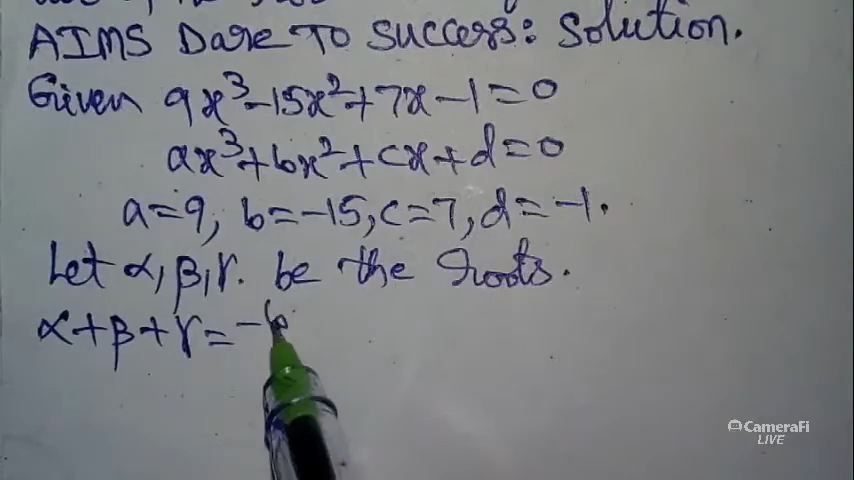 AIMS Dare To success: Solution.
Given 9x³-15x²+7x-1=0
ax³+bx²+cx+d=0
a=9, b=-15, c=7, d=-1.
Let α, β, γ. be the roots.
α+β+γ=-b
CameraFi
LIVE